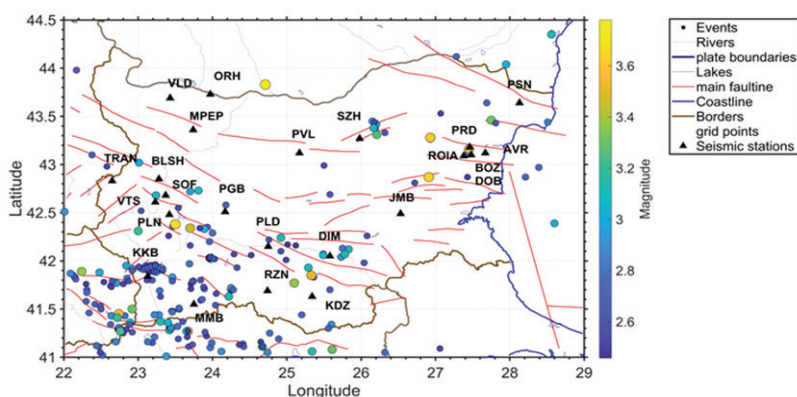 44.5
44
43.5
43
42.5
42
41.5
41
Latitude
22
23
24
25
26
27
28
29
Longitude
VLD
ORH
MPEP
SZH
PSN
PVL
PRD
ROIA
AVR
BOZ
DOB
TRAN
BLSH
SOF
VTS
PGB
JMB
PLN
PLD
DIM
KKB
RZN
KDZ
MMB
3.6
3.4
3.2
3
2.8
2.6
Magnitude
Events
Rivers
plate boundaries
Lakes
main faultine
Coastline
Borders
grid points
Seismic stations